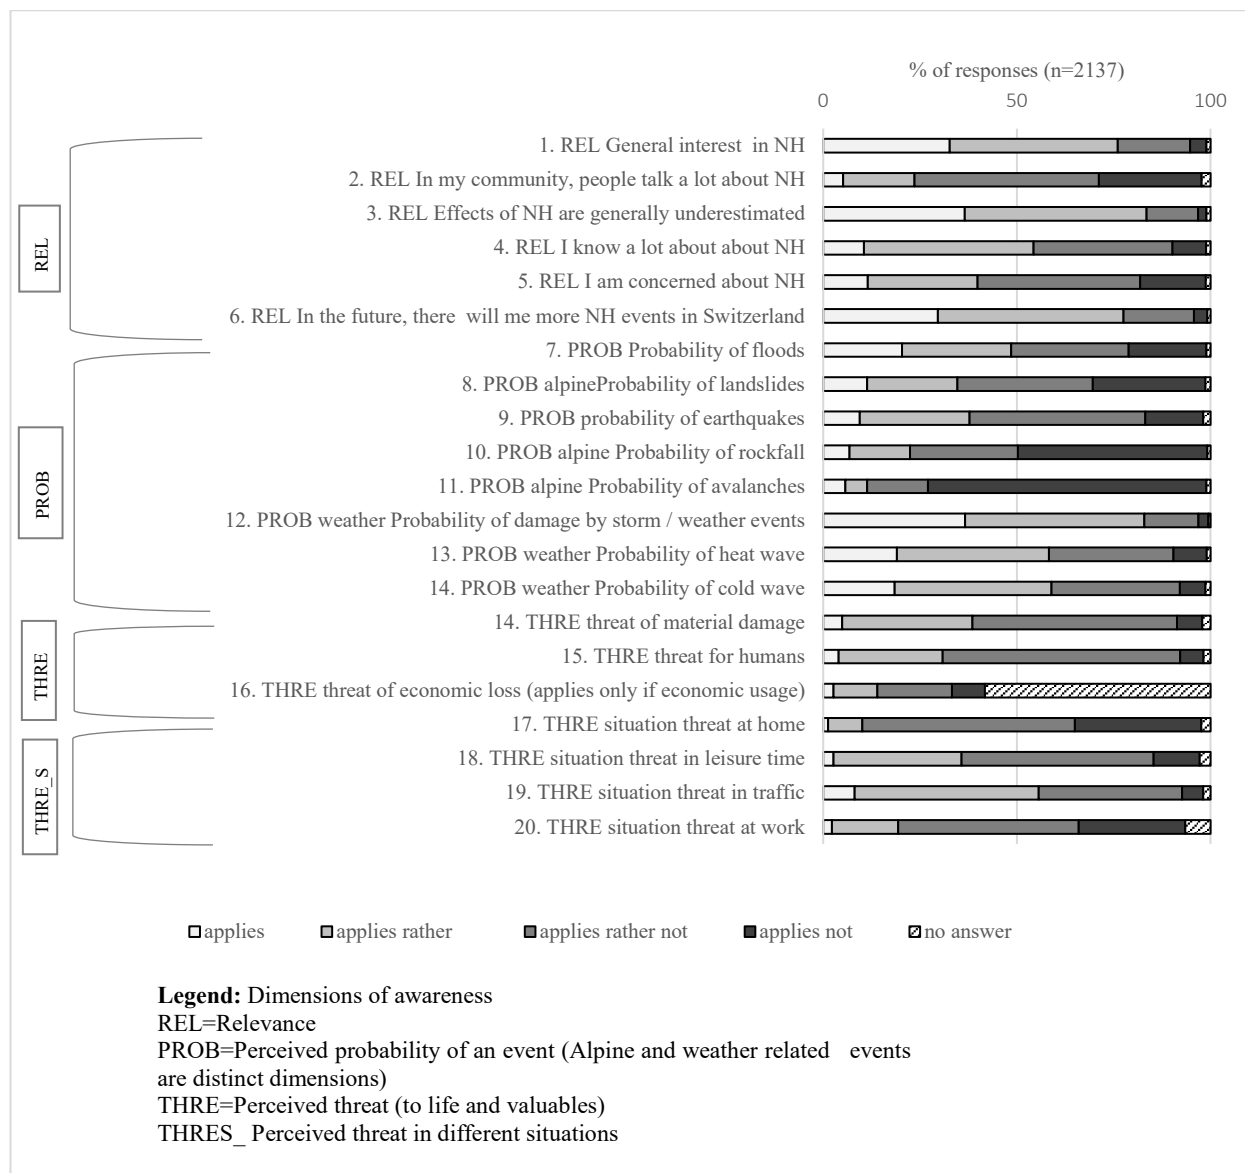 % of responses (n=2137)
0 50 100
1. REL General interest in NH
2. REL In my community, people talk a lot about NH
3. REL Effects of NH are generally underestimated
4. REL I know a lot about about NH
5. REL I am concerned about NH
6. REL In the future, there will me more NH events in Switzerland
7. PROB Probability of floods
8. PROB alpineProbability of landslides
9. PROB probability of earthquakes
10. PROB alpine Probability of rockfall
11. PROB alpine Probability of avalanches
12. PROB weather Probability of damage by storm / weather events
13. PROB weather Probability of heat wave
14. PROB weather Probability of cold wave
14. THRE threat of material damage
15. THRE threat for humans
16. THRE threat of economic loss (applies only if economic usage)
17. THRE situation threat at home
18. THRE situation threat in leisure time
19. THRE situation threat in traffic
20. THRE situation threat at work
REL
PROB
THRE
THRE_S
applies applies rather applies rather not applies not no answer
Legend: Dimensions of awareness
REL=Relevance
PROB=Perceived probability of an event (Alpine and weather related events
are distinct dimensions)
THRE=Perceived threat (to life and valuables)
THRES_ Perceived threat in different situations